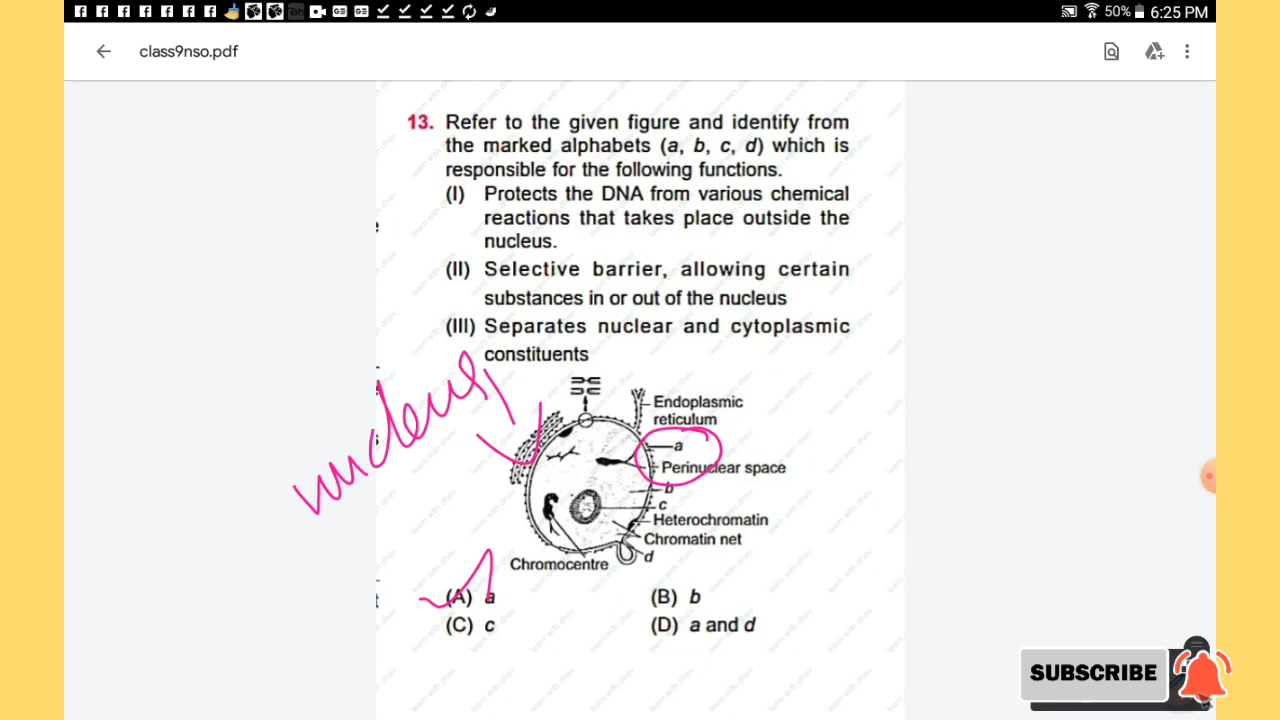 50% 6:25 PM
class9nso.pdf
13. Refer to the given figure and identify from
the marked alphabets (a, b, c, d) which is
responsible for the following functions.
(I) Protects the DNA from various chemical
reactions that takes place outside the
nucleus.
(II) Selective barrier, allowing certain
substances in or out of the nucleus
(III) Separates nuclear and cytoplasmic
constituents
nucleus
Endoplasmic
reticulum
a
Perinuclear space
b
c
Heterochromatin
Chromatin net
d
Chromocentre
(A) a (B) b
(C) c (D) a and d
SUBSCRIBE